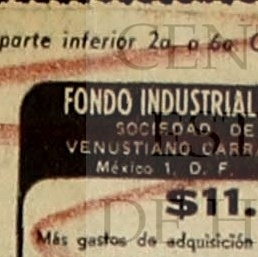 parte inferior 2a. o 6a
FONDO INDUSTRIAL
SOCIEDAD DE
VENUSTIANO CARRA
México 1, D. F.
$11.
Más gastos de adquisición